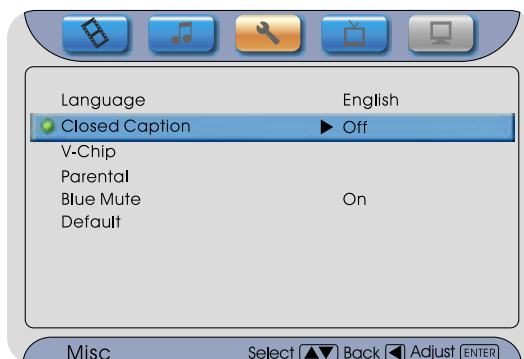 Language English
Closed Caption ▶ Off
V-Chip
Parental
Blue Mute On
Default
Misc Select ▲▼ Back ◀ Adjust ENTER